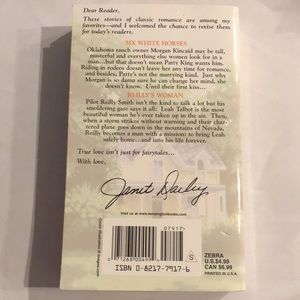 Dear Reader,
These stories of classic romance are among my
favorites—and I welcomed the chance to revise them
for today's readers.
SIX WHITE HORSES
Oklahoma ranch owner Morgan Kincaid may be tall,
masterful and everything else women look for in a
man—but that doesn't mean Patty King wants him.
Riding in rodeos doesn't leave her any time for romance,
and besides, Patty's not the marrying kind. Just why
Morgan is so damn sure he can change her mind, she
doesn't know. Until their first kiss...
REILLY'S WOMAN
Pilot Reilly Smith isn't the kind to talk a lot but his
smoldering gaze says it all: Leah Talbot is the most
beautiful woman he's ever taken up in the air. Then,
when a storm strikes without warning and their char-
tered plane goes down in the mountains of Nevada,
Reilly becomes a man with a mission: to bring Leah
safely home...and into his life forever.
True love isn't just for fairytales...
With love,
Janet Dailey
Visit us at www.kensingtonbooks.com
07917
S
ISBN 0-8217-7917-6
ZEBRA
U.S.$4.99
CAN $6.99
PRINTED IN U.S.A.